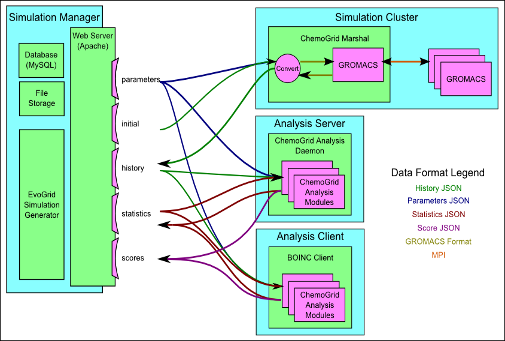 Simulation Manager
Database
(MySQL)
File
Storage
EvoGrid
Simulation
Generator
Web Server
(Apache)
parameters
initial
history
statistics
scores
Simulation Cluster
ChemoGrid Marshal
Convert
GROMACS
GROMACS
Analysis Server
ChemoGrid Analysis
Daemon
ChemoGrid
Analysis
Modules
Analysis Client
BOINC Client
ChemoGrid
Analysis
Modules
Data Format Legend
History JSON
Parameters JSON
Statistics JSON
Score JSON
GROMACS Format
MPI